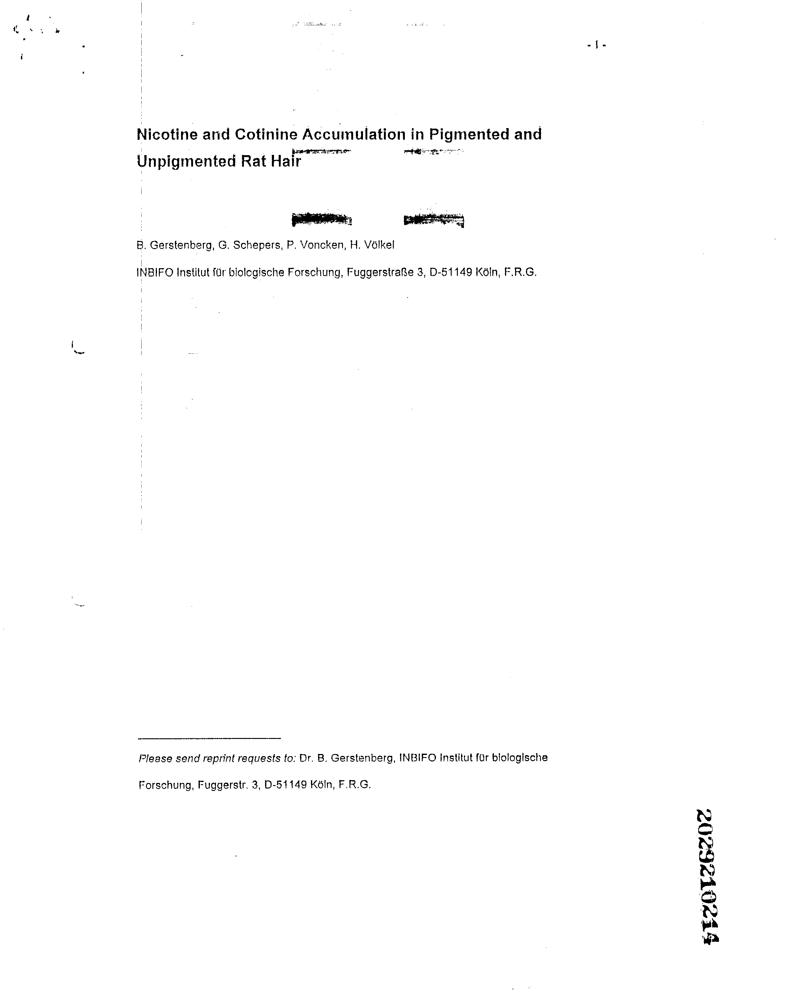 - 1 -
Nicotine and Cotinine Accumulation in Pigmented and
Unpigmented Rat Hair
B. Gerstenberg, G. Schepers, P. Voncken, H. Völkel
INBIFO Institut für biologische Forschung, Fuggerstraße 3, D-51149 Köln, F.R.G.
Please send reprint requests to: Dr. B. Gerstenberg, INBIFO Institut für biologische
Forschung, Fuggerstr. 3, D-51149 Köln, F.R.G.
2029210214